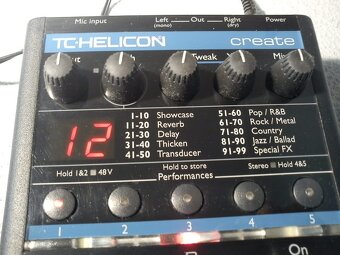 Mic input
Left (mono) Out Right (dry) Power
TC·HELICON create
Tweak
12
1-10 Showcase
11-20 Reverb
21-30 Delay
31-40 Thicken
41-50 Transducer
51-60 Pop / R&B
61-70 Rock / Metal
71-80 Country
81-90 Jazz / Ballad
91-99 Special FX
Hold 1&2 48V Hold to store Stereo Hold 4&5
Performances
1 2 3 4 5
On